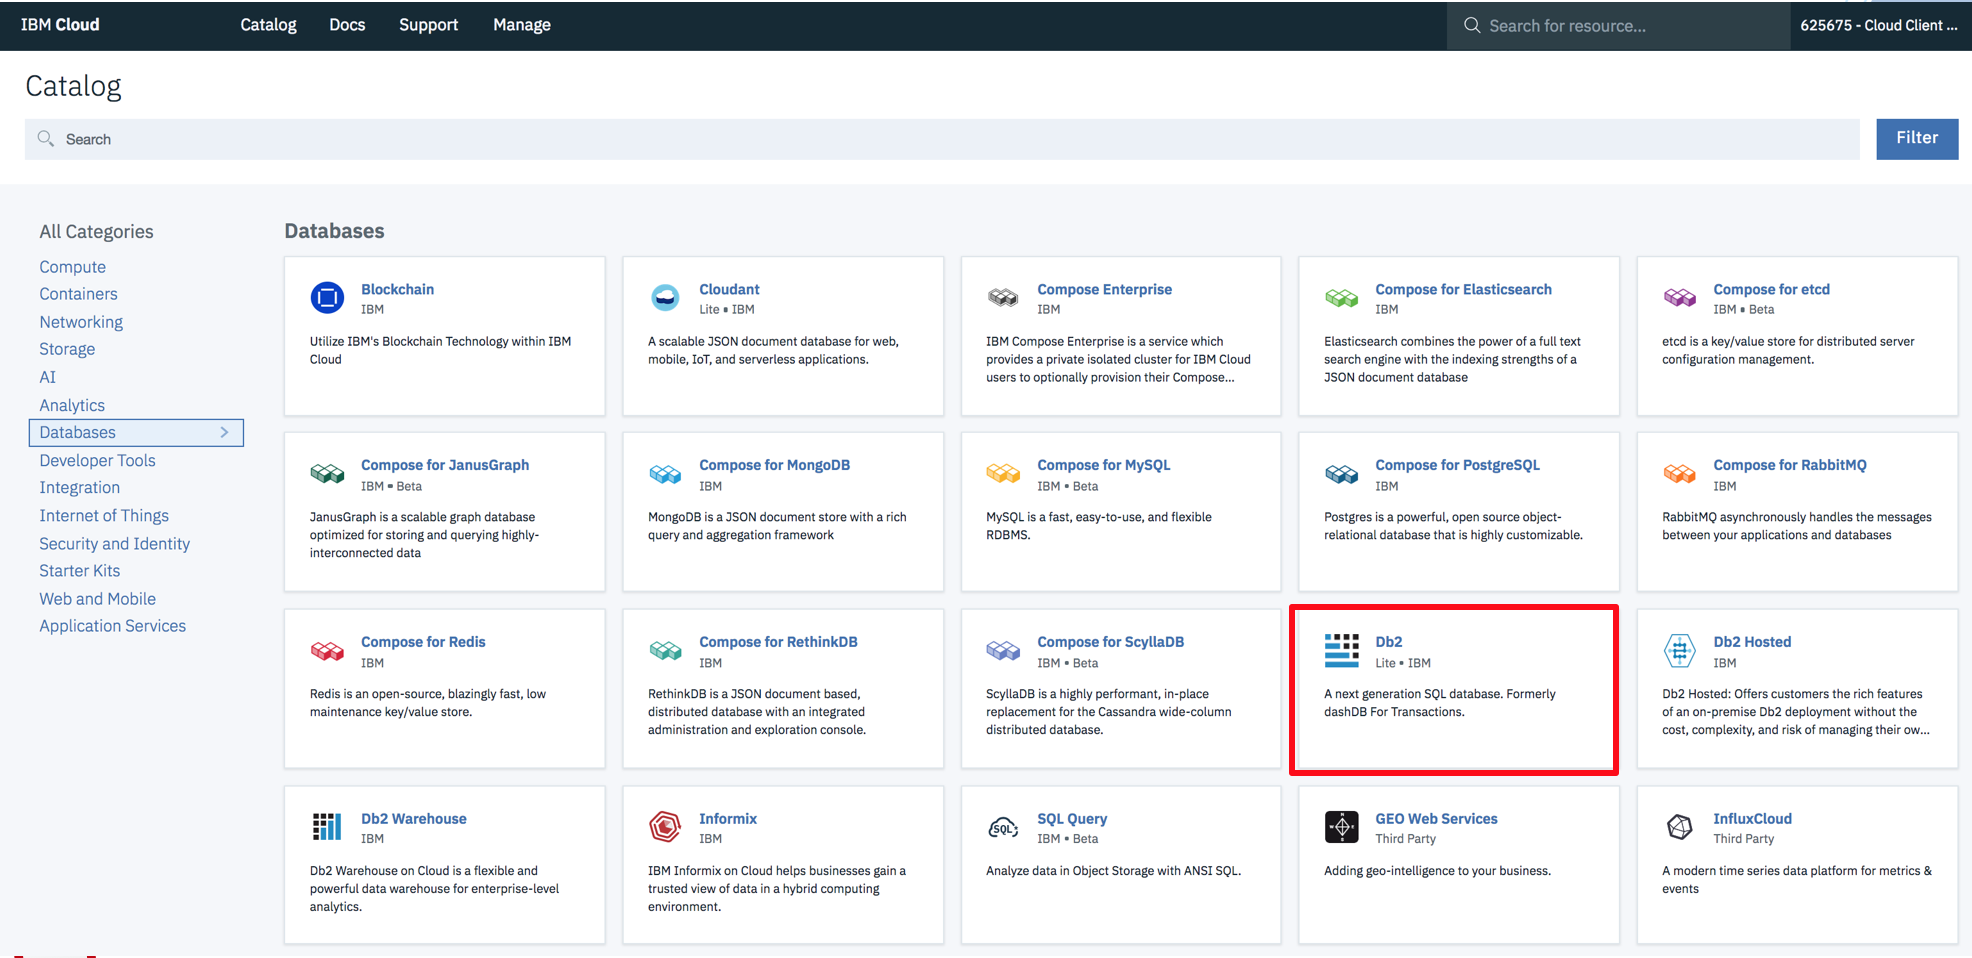 IBM Cloud
Catalog
Docs
Support
Manage
Search for resource...
625675 - Cloud Client ...
Catalog
Search
Filter
All Categories
Compute
Containers
Networking
Storage
AI
Analytics
Databases
Developer Tools
Integration
Internet of Things
Security and Identity
Starter Kits
Web and Mobile
Application Services
Databases
Blockchain
IBM
Utilize IBM's Blockchain Technology within IBM
Cloud
Cloudant
Lite • IBM
A scalable JSON document database for web,
mobile, IoT, and serverless applications.
Compose Enterprise
IBM
IBM Compose Enterprise is a service which
provides a private isolated cluster for IBM Cloud
users to optionally provision their Compose...
Compose for Elasticsearch
IBM
Elasticsearch combines the power of a full text
search engine with the indexing strengths of a
JSON document database
Compose for etcd
IBM • Beta
etcd is a key/value store for distributed server
configuration management.
Compose for JanusGraph
IBM • Beta
JanusGraph is a scalable graph database
optimized for storing and querying highly-
interconnected data
Compose for MongoDB
IBM
MongoDB is a JSON document store with a rich
query and aggregation framework
Compose for MySQL
IBM • Beta
MySQL is a fast, easy-to-use, and flexible
RDBMS.
Compose for PostgreSQL
IBM
Postgres is a powerful, open source object-
relational database that is highly customizable.
Compose for RabbitMQ
IBM
RabbitMQ asynchronously handles the messages
between your applications and databases
Compose for Redis
IBM
Redis is an open-source, blazingly fast, low
maintenance key/value store.
Compose for RethinkDB
IBM
RethinkDB is a JSON document based,
distributed database with an integrated
administration and exploration console.
Compose for ScyllaDB
IBM • Beta
ScyllaDB is a highly performant, in-place
replacement for the Cassandra wide-column
distributed database.
Db2
Lite • IBM
A next generation SQL database. Formerly
dashDB For Transactions.
Db2 Hosted
IBM
Db2 Hosted: Offers customers the rich features
of an on-premise Db2 deployment without the
cost, complexity, and risk of managing their ow...
Db2 Warehouse
IBM
Db2 Warehouse on Cloud is a flexible and
powerful data warehouse for enterprise-level
analytics.
Informix
IBM
IBM Informix on Cloud helps businesses gain a
trusted view of data in a hybrid computing
environment.
SQL
SQL Query
IBM • Beta
Analyze data in Object Storage with ANSI SQL.
N
W E
S
GEO Web Services
Third Party
Adding geo-intelligence to your business.
InfluxCloud
Third Party
A modern time series data platform for metrics &
events